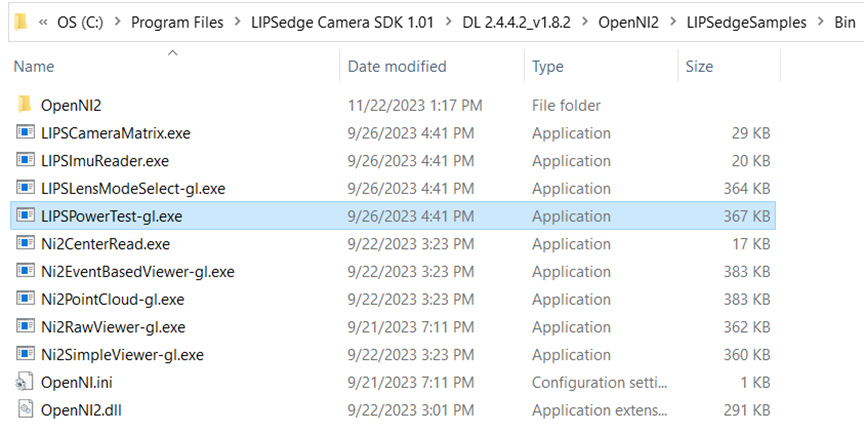 « OS (C:) > Program Files > LIPSedge Camera SDK 1.01 > DL 2.4.4.2_v1.8.2 > OpenNI2 > LIPSedgeSamples > Bin
Name Date modified Type Size
OpenNI2 11/22/2023 1:17 PM File folder
LIPSCameraMatrix.exe 9/26/2023 4:41 PM Application 29 KB
LIPSImuReader.exe 9/26/2023 4:41 PM Application 20 KB
LIPSLensModeSelect-gl.exe 9/26/2023 4:41 PM Application 364 KB
LIPSPowerTest-gl.exe 9/26/2023 4:41 PM Application 367 KB
Ni2CenterRead.exe 9/22/2023 3:23 PM Application 17 KB
Ni2EventBasedViewer-gl.exe 9/22/2023 3:23 PM Application 383 KB
Ni2PointCloud-gl.exe 9/22/2023 3:23 PM Application 383 KB
Ni2RawViewer-gl.exe 9/21/2023 7:11 PM Application 362 KB
Ni2SimpleViewer-gl.exe 9/22/2023 3:23 PM Application 360 KB
OpenNI.ini 9/21/2023 7:11 PM Configuration setti... 1 KB
OpenNI2.dll 9/22/2023 3:01 PM Application extens... 291 KB